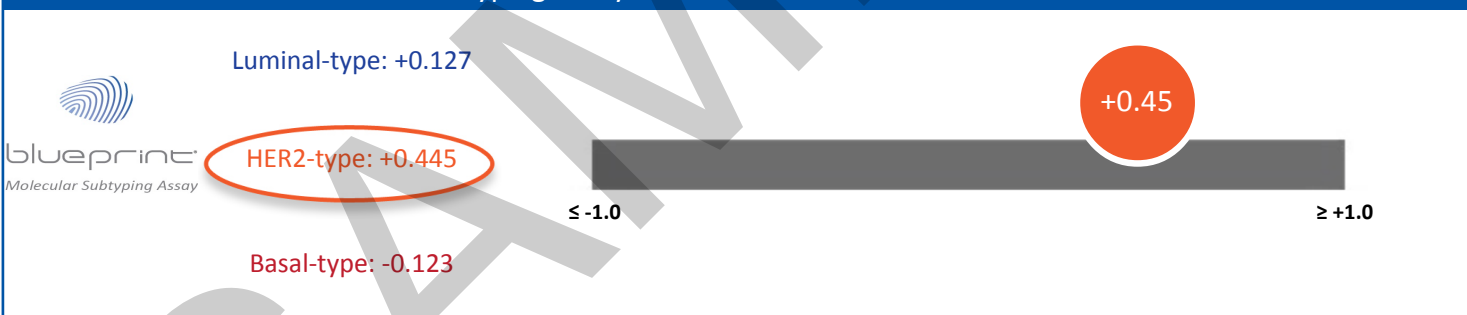 Luminal-type: +0.127
+0.45
blueprint
HER2-type: +0.445
Molecular Subtyping Assay
≤ -1.0
≥ +1.0
Basal-type: -0.123